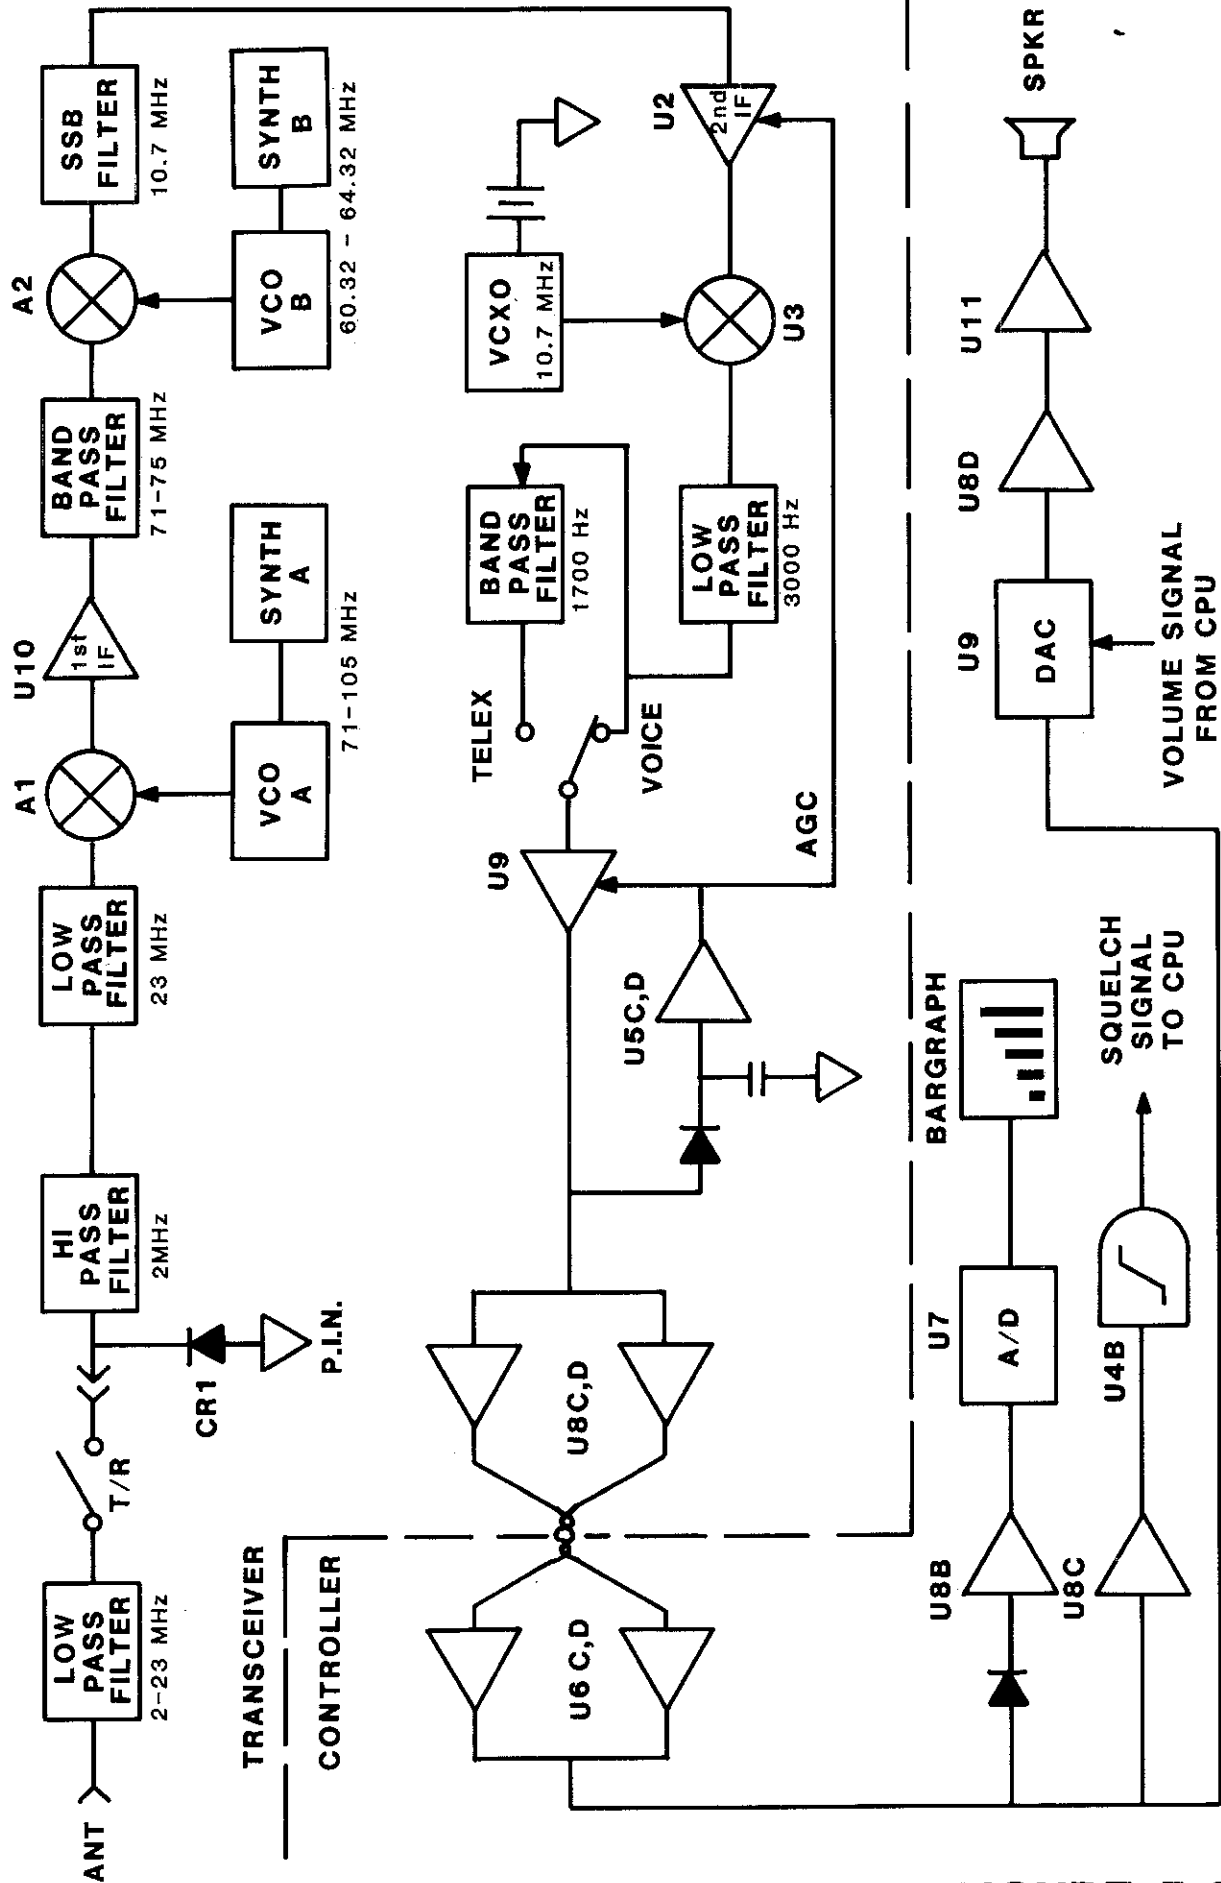 ANT
LOW
PASS
FILTER
2-23 MHz
T/R
CR1
P.I.N.
HI
PASS
FILTER
2MHz
LOW
PASS
FILTER
23 MHz
A1
VCO
A
SYNTH
A
71-105 MHz
U10
1st
IF
BAND
PASS
FILTER
71-75 MHz
A2
VCO
B
SYNTH
B
60.32 - 64.32 MHz
SSB
FILTER
10.7 MHz
TRANSCEIVER
CONTROLLER
U6C,D
U8C,D
U5C,D
U9
AGC
TELEX
VOICE
BAND
PASS
FILTER
1700 Hz
LOW
PASS
FILTER
3000 Hz
VCXO
10.7 MHz
U3
U2
2nd
IF
U8B
U7
A/D
BARGRAPH
U8C
U4B
SQUELCH
SIGNAL
TO CPU
U9
DAC
VOLUME SIGNAL
FROM CPU
U8D
U11
SPKR